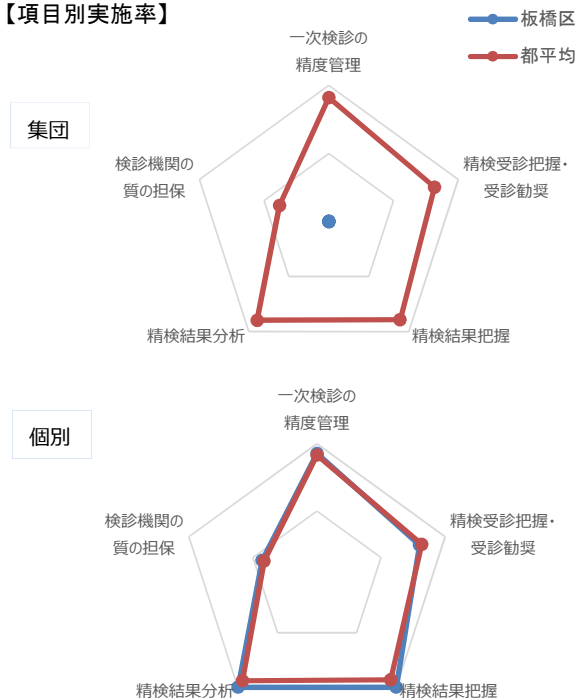 【項目別実施率】
板橋区
都平均
集団
一次検診の
精度管理
精検受診把握・
受診勧奨
精検結果把握
精検結果分析
検診機関の
質の担保
個別
一次検診の
精度管理
精検受診把握・
受診勧奨
精検結果把握
精検結果分析
検診機関の
質の担保